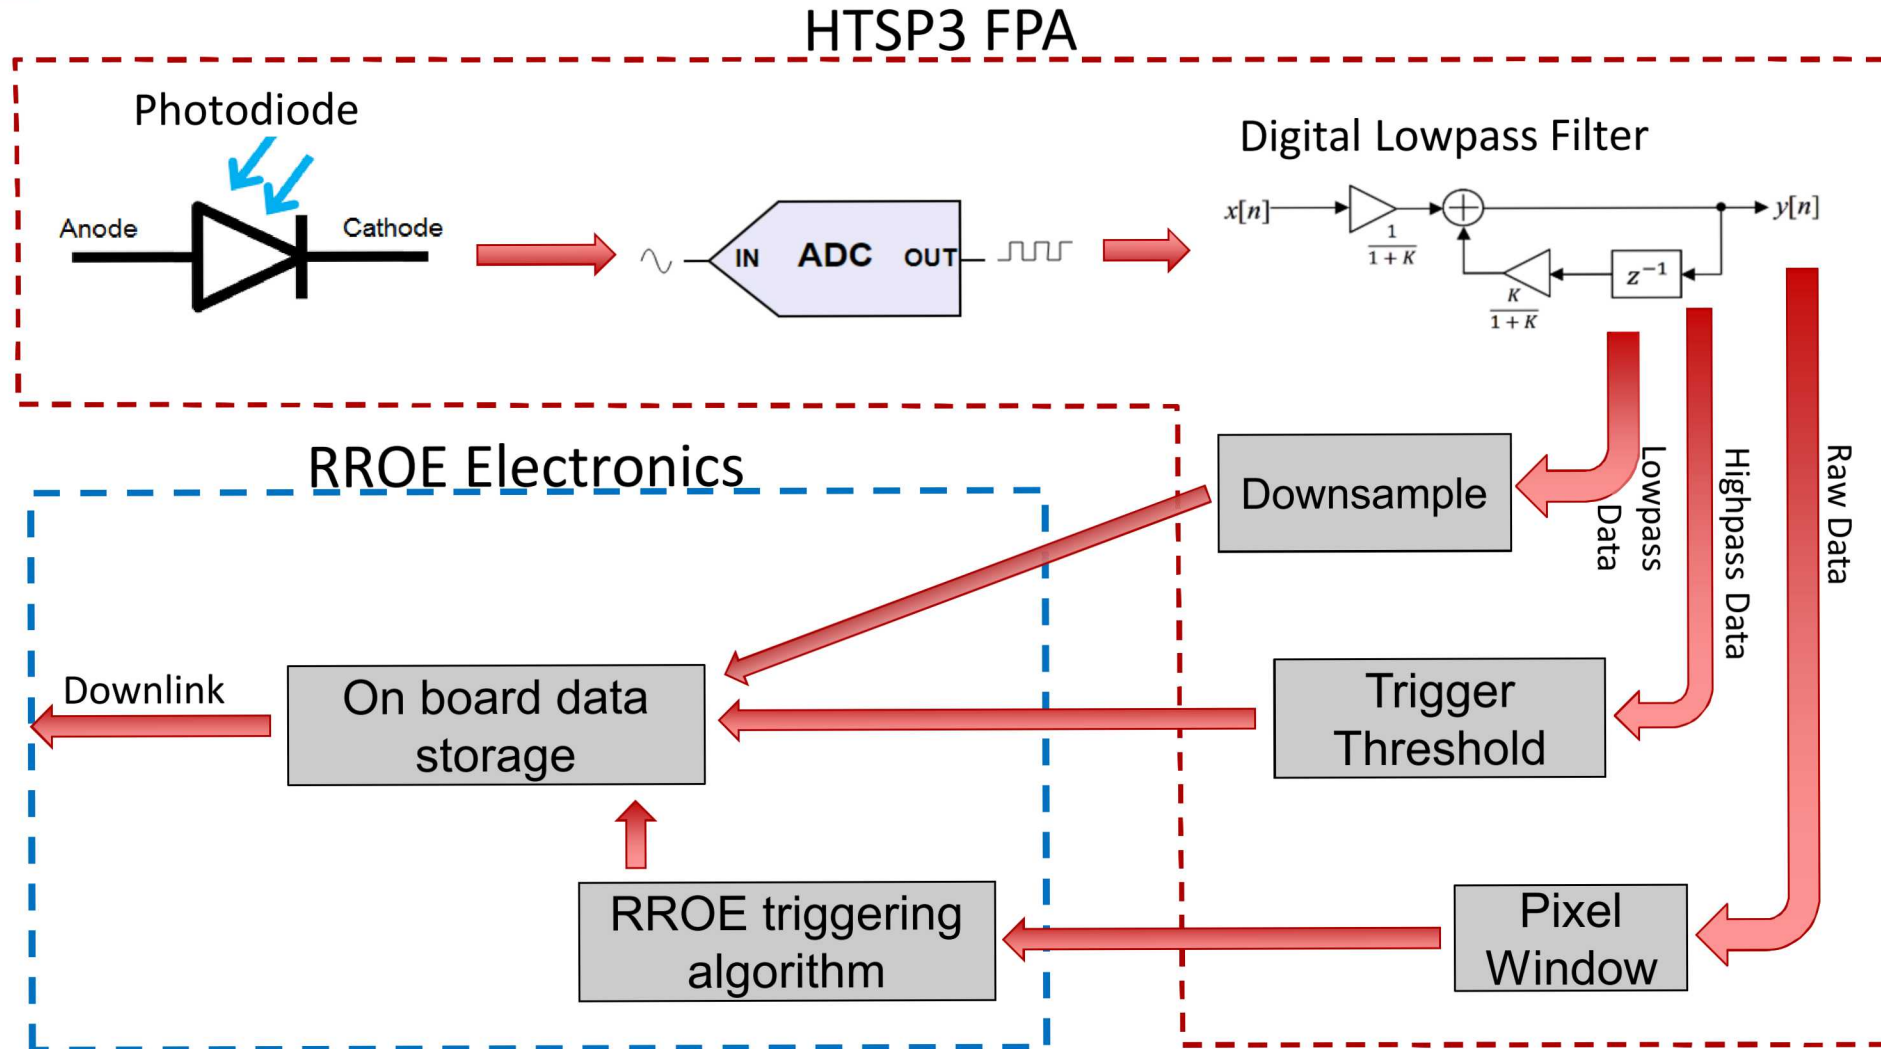 HTSP3 FPA
Photodiode
Anode
Cathode
IN ADC OUT
Digital Lowpass Filter
x[n]
y[n]
1
1 + K
z⁻¹
K
1 + K
RROE Electronics
Downsample
Lowpass
Data
Highpass Data
Raw Data
Downlink
On board data
storage
Trigger
Threshold
RROE triggering
algorithm
Pixel
Window